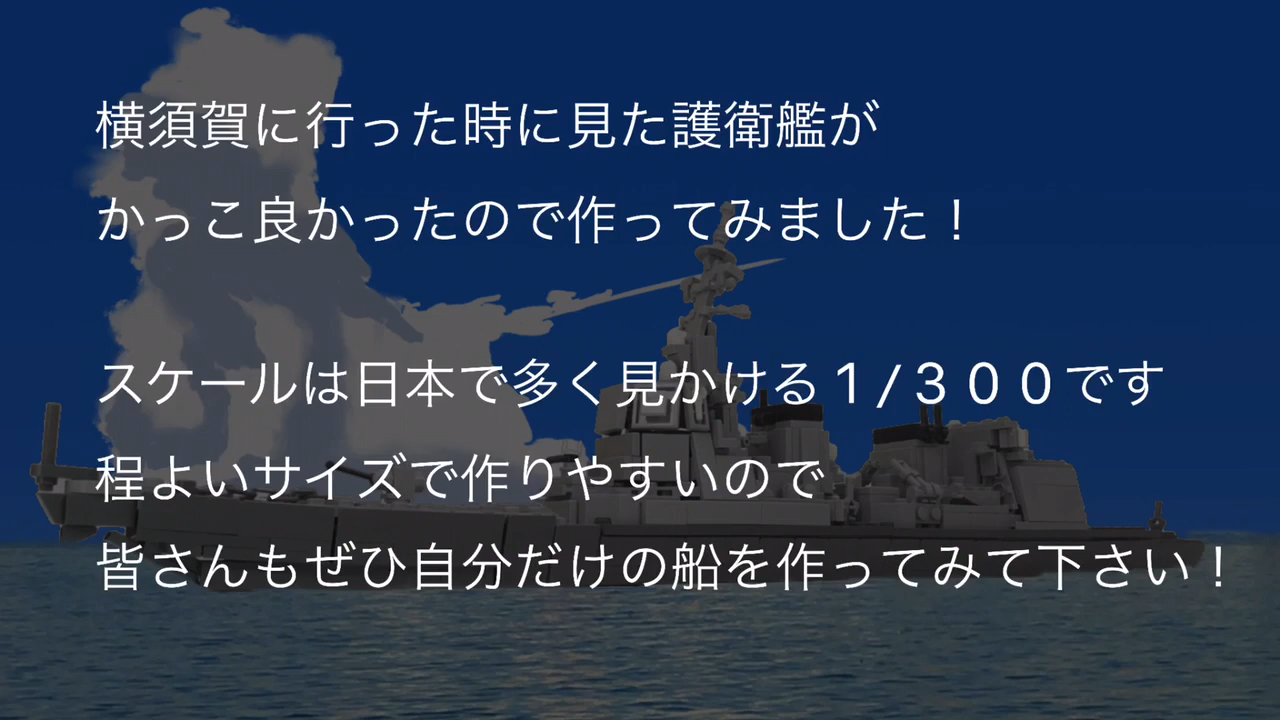 横須賀に行った時に見た護衛艦が
かっこ良かったので作ってみました！
スケールは日本で多く見かける１/３００です
程よいサイズで作りやすいので
皆さんもぜひ自分だけの船を作ってみて下さい！